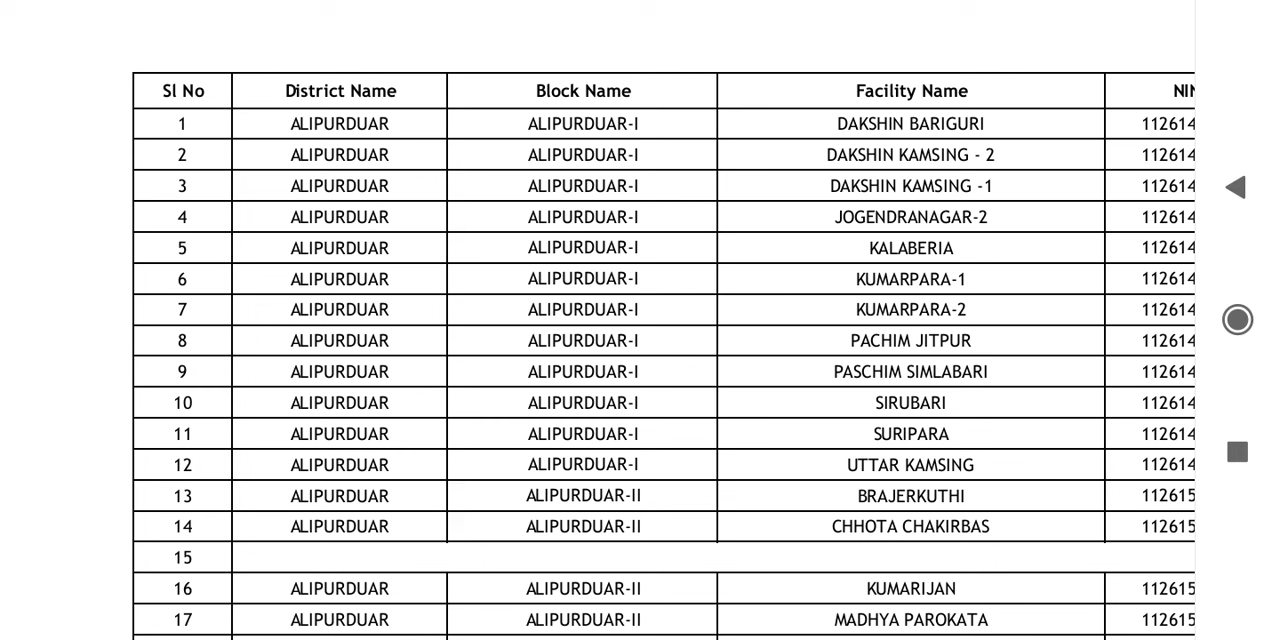 Sl No District Name Block Name Facility Name
1 ALIPURDUAR ALIPURDUAR-I DAKSHIN BARIGURI 112614
2 ALIPURDUAR ALIPURDUAR-I DAKSHIN KAMSING - 2 112614
3 ALIPURDUAR ALIPURDUAR-I DAKSHIN KAMSING -1 112614
4 ALIPURDUAR ALIPURDUAR-I JOGENDRANAGAR-2 112614
5 ALIPURDUAR ALIPURDUAR-I KALABERIA 112614
6 ALIPURDUAR ALIPURDUAR-I KUMARPARA-1 112614
7 ALIPURDUAR ALIPURDUAR-I KUMARPARA-2 112614
8 ALIPURDUAR ALIPURDUAR-I PACHIM JITPUR 112614
9 ALIPURDUAR ALIPURDUAR-I PASCHIM SIMLABARI 112614
10 ALIPURDUAR ALIPURDUAR-I SIRUBARI 112614
11 ALIPURDUAR ALIPURDUAR-I SURIPARA 112614
12 ALIPURDUAR ALIPURDUAR-I UTTAR KAMSING 112614
13 ALIPURDUAR ALIPURDUAR-II BRAJERKUTHI 112615
14 ALIPURDUAR ALIPURDUAR-II CHHOTA CHAKIRBAS 112615
15
16 ALIPURDUAR ALIPURDUAR-II KUMARIJAN 112615
17 ALIPURDUAR ALIPURDUAR-II MADHYA PAROKATA 112615